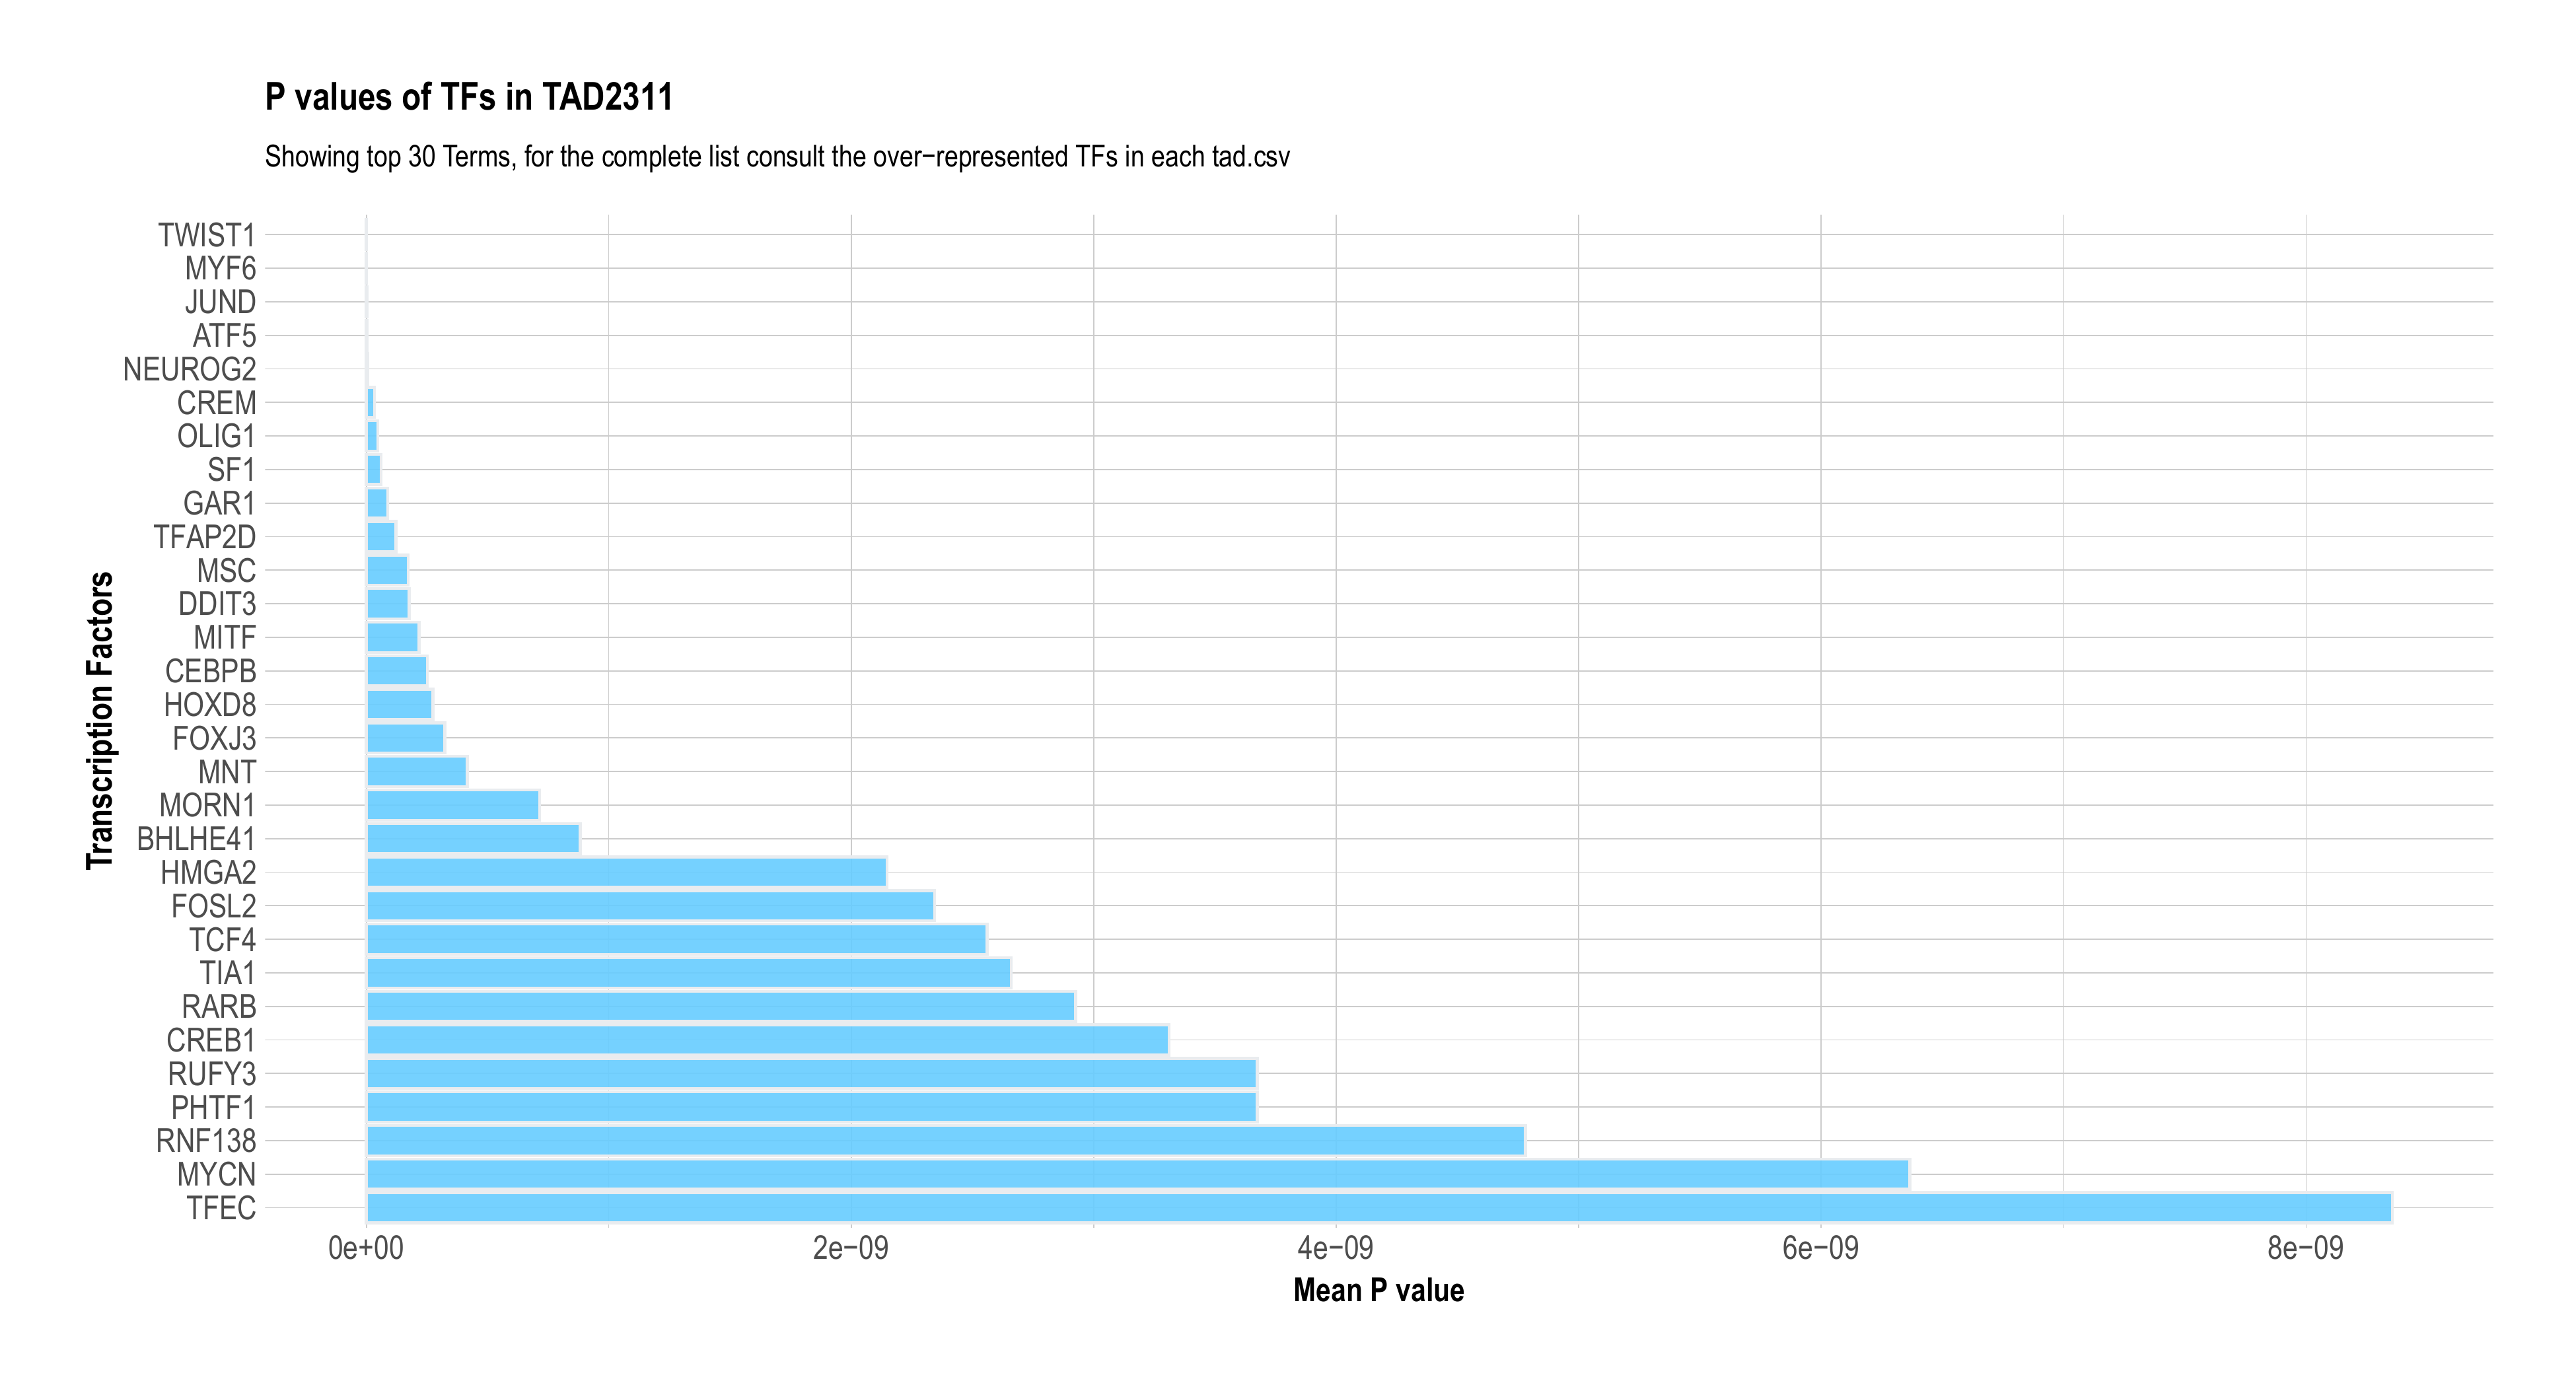 P values of TFs in TAD2311
Showing top 30 Terms, for the complete list consult the over−represented TFs in each tad.csv
Transcription Factors
TWIST1
MYF6
JUND
ATF5
NEUROG2
CREM
OLIG1
SF1
GAR1
TFAP2D
MSC
DDIT3
MITF
CEBPB
HOXD8
FOXJ3
MNT
MORN1
BHLHE41
HMGA2
FOSL2
TCF4
TIA1
RARB
CREB1
RUFY3
PHTF1
RNF138
MYCN
TFEC
0e+00 2e−09 4e−09 6e−09 8e−09
Mean P value